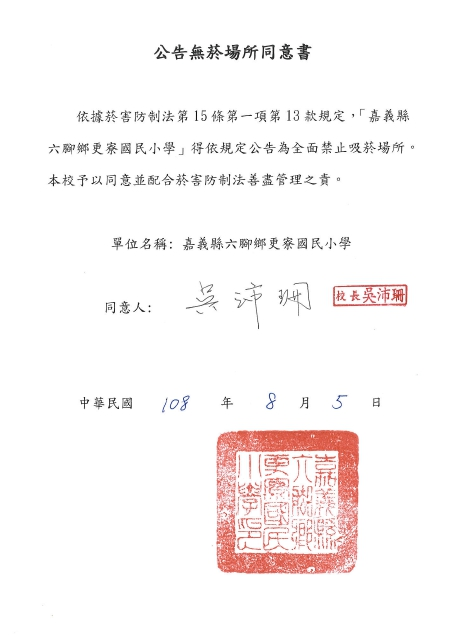 公告無菸場所同意書
依據菸害防制法第15條第一項第13款規定,「嘉義縣
六腳鄉更寮國民小學」得依規定公告為全面禁止吸菸場所。
本校予以同意並配合菸害防制法善盡管理之責。
單位名稱: 嘉義縣六腳鄉更寮國民小學
同意人: 吳沛珊 校長吳沛珊
中華民國 108 年 8 月 5 日
嘉義縣
六腳鄉
更寮國民
小學印